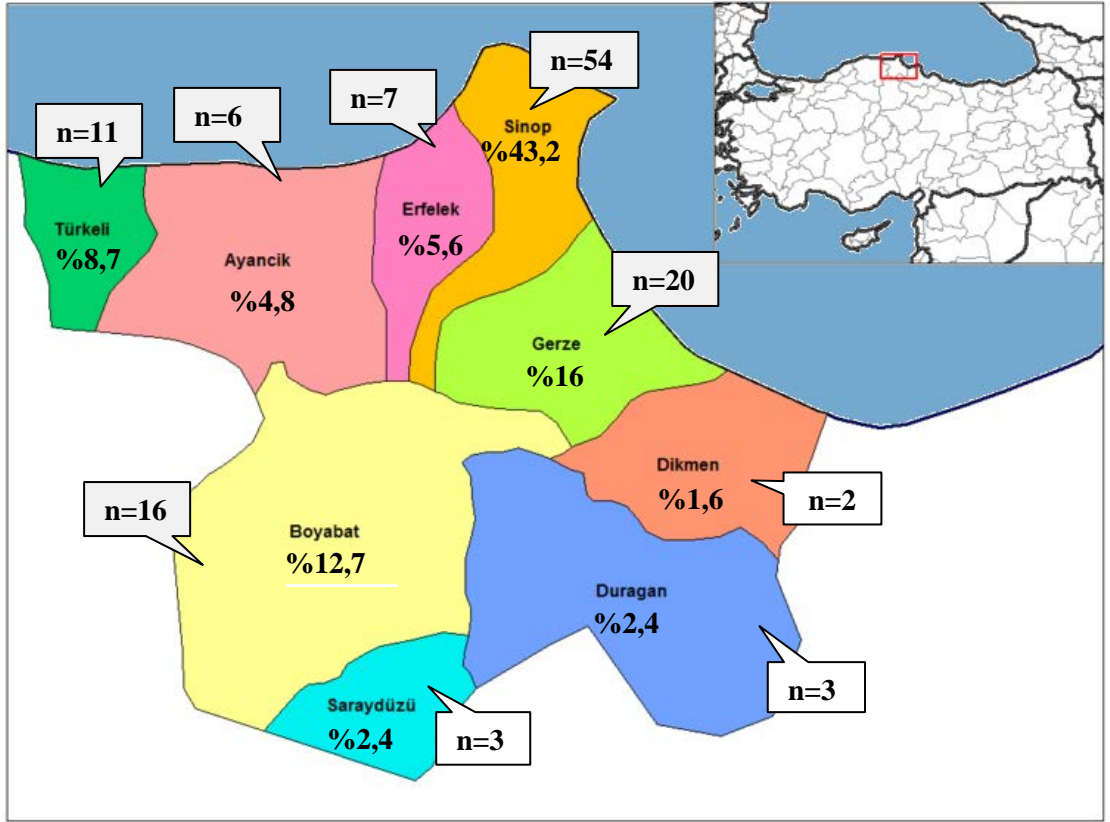 n=54
n=7
n=6
n=11
Sinop
%43,2
Erfelek
%5,6
Türkeli
%8,7
Ayancik
%4,8
n=20
Gerze
%16
Dikmen
%1,6
n=2
n=16
Boyabat
%12,7
Duragan
%2,4
n=3
Saraydüzü
%2,4
n=3